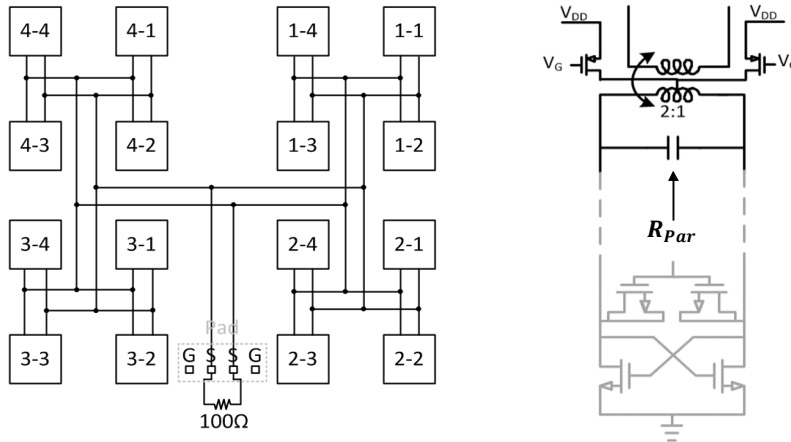 4-4 4-1 1-4 1-1
4-3 4-2 1-3 1-2
3-4 3-1 2-4 2-1
3-3 3-2 2-3 2-2
Pad
G S S G
100Ω
V_DD V_DD
V_G
2:1
R_Par